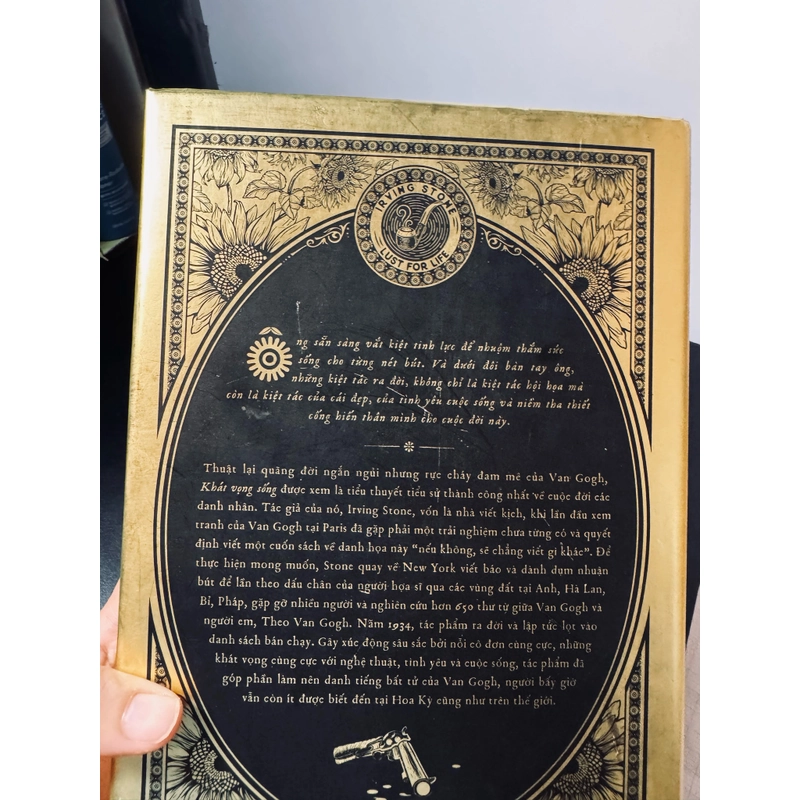 IRVING STONE
LUST FOR LIFE
Ông sẵn sàng vắt kiệt tinh lực để nhuộm thắm sức
sống cho từng nét bút. Và dưới đôi bàn tay ông,
những kiệt tác ra đời, không chỉ là kiệt tác hội họa mà
còn là kiệt tác của cái đẹp, của tình yêu cuộc sống và niềm tha thiết
cống hiến thân mình cho cuộc đời này.
Thuật lại quãng đời ngắn ngủi nhưng rực cháy đam mê của Van Gogh,
Khát vọng sống được xem là tiểu thuyết tiểu sử thành công nhất về cuộc đời các
danh nhân. Tác giả của nó, Irving Stone, vốn là nhà viết kịch, khi lần đầu xem
tranh của Van Gogh tại Paris đã gặp phải một trải nghiệm chưa từng có và quyết
định viết một cuốn sách về danh họa này “nếu không, sẽ chẳng viết gì khác”. Để
thực hiện mong muốn, Stone quay về New York viết báo và dành dụm nhuận
bút để lần theo dấu chân của người họa sĩ qua các vùng đất tại Anh, Hà Lan,
Bỉ, Pháp, gặp gỡ nhiều người và nghiên cứu hơn 650 thư từ giữa Van Gogh và
người em, Theo Van Gogh. Năm 1934, tác phẩm ra đời và lập tức lọt vào
danh sách bán chạy. Gây xúc động sâu sắc bởi nỗi cô đơn cùng cực, những
khát vọng cùng cực với nghệ thuật, tình yêu và cuộc sống, tác phẩm đã
góp phần làm nên danh tiếng bất tử của Van Gogh, người bấy giờ
vẫn còn ít được biết đến tại Hoa Kỳ cũng như trên thế giới.